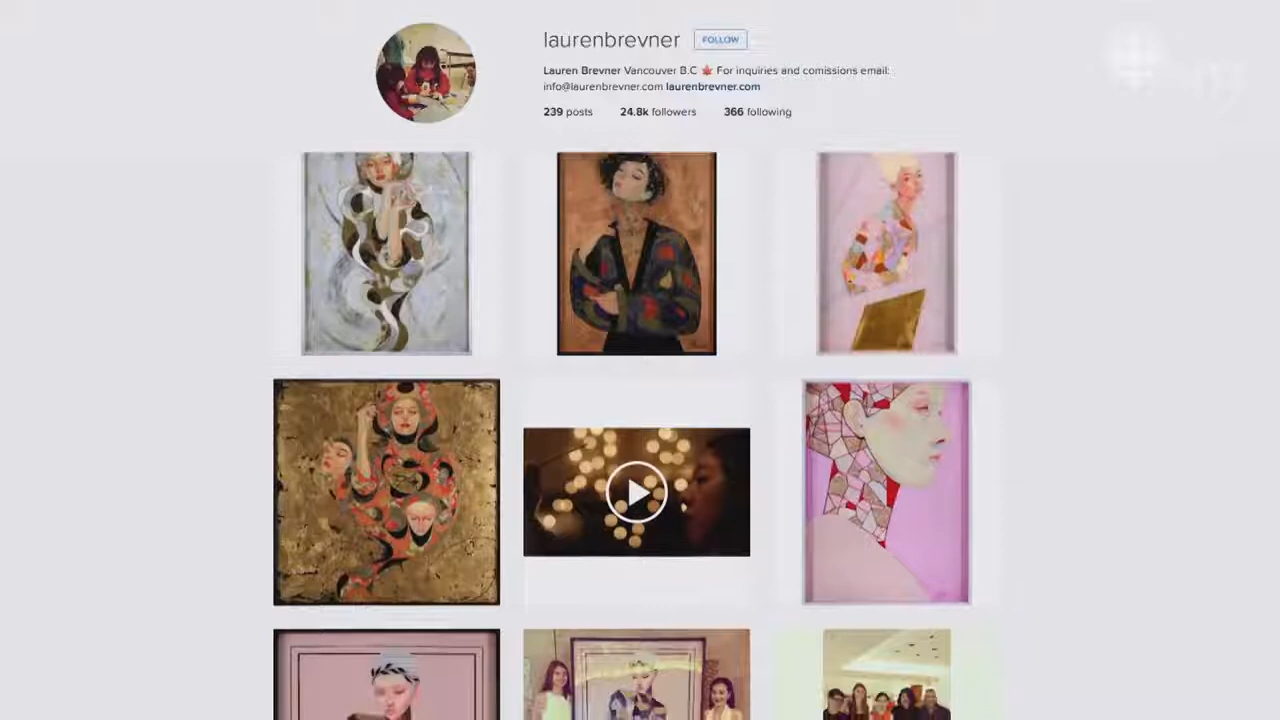 laurenbrevner FOLLOW
Lauren Brevner Vancouver B.C 🍁 For inquiries and comissions email:
info@laurenbrevner.com laurenbrevner.com
239 posts 24.8k followers 366 following